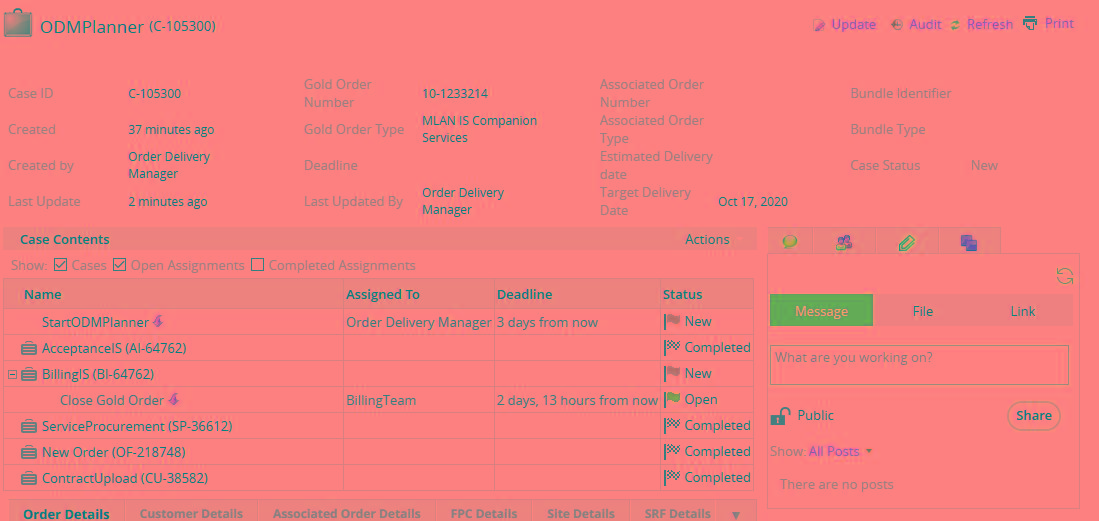 ODMPlanner (C-105300)
Update Audit Refresh Print
Case ID C-105300 Gold Order Number 10-1233214 Associated Order Number Bundle Identifier
Created 37 minutes ago Gold Order Type MLAN IS Companion Services Associated Order Type Bundle Type
Created by Order Delivery Manager Deadline Estimated Delivery date Case Status New
Last Update 2 minutes ago Last Updated By Order Delivery Manager Target Delivery Date Oct 17, 2020
Case Contents Actions
Show: Cases Open Assignments Completed Assignments
Name Assigned To Deadline Status
StartODMPlanner Order Delivery Manager 3 days from now New
AcceptanceIS (AI-64762) Completed
BillingIS (BI-64762) New
Close Gold Order BillingTeam 2 days, 13 hours from now Open
ServiceProcurement (SP-36612) Completed
New Order (OF-218748) Completed
ContractUpload (CU-38582) Completed
Order Details Customer Details Associated Order Details FPC Details Site Details SRF Details
Message File Link
What are you working on?
Public Share
Show: All Posts
There are no posts